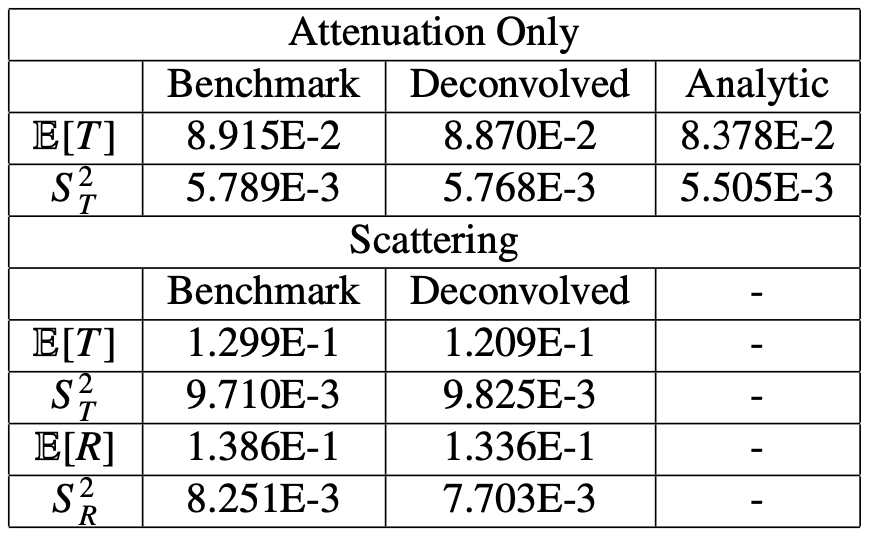 Attenuation Only
Benchmark Deconvolved Analytic
𝔼[T] 8.915E-2 8.870E-2 8.378E-2
S_T^2 5.789E-3 5.768E-3 5.505E-3
Scattering
Benchmark Deconvolved -
𝔼[T] 1.299E-1 1.209E-1 -
S_T^2 9.710E-3 9.825E-3 -
𝔼[R] 1.386E-1 1.336E-1 -
S_R^2 8.251E-3 7.703E-3 -